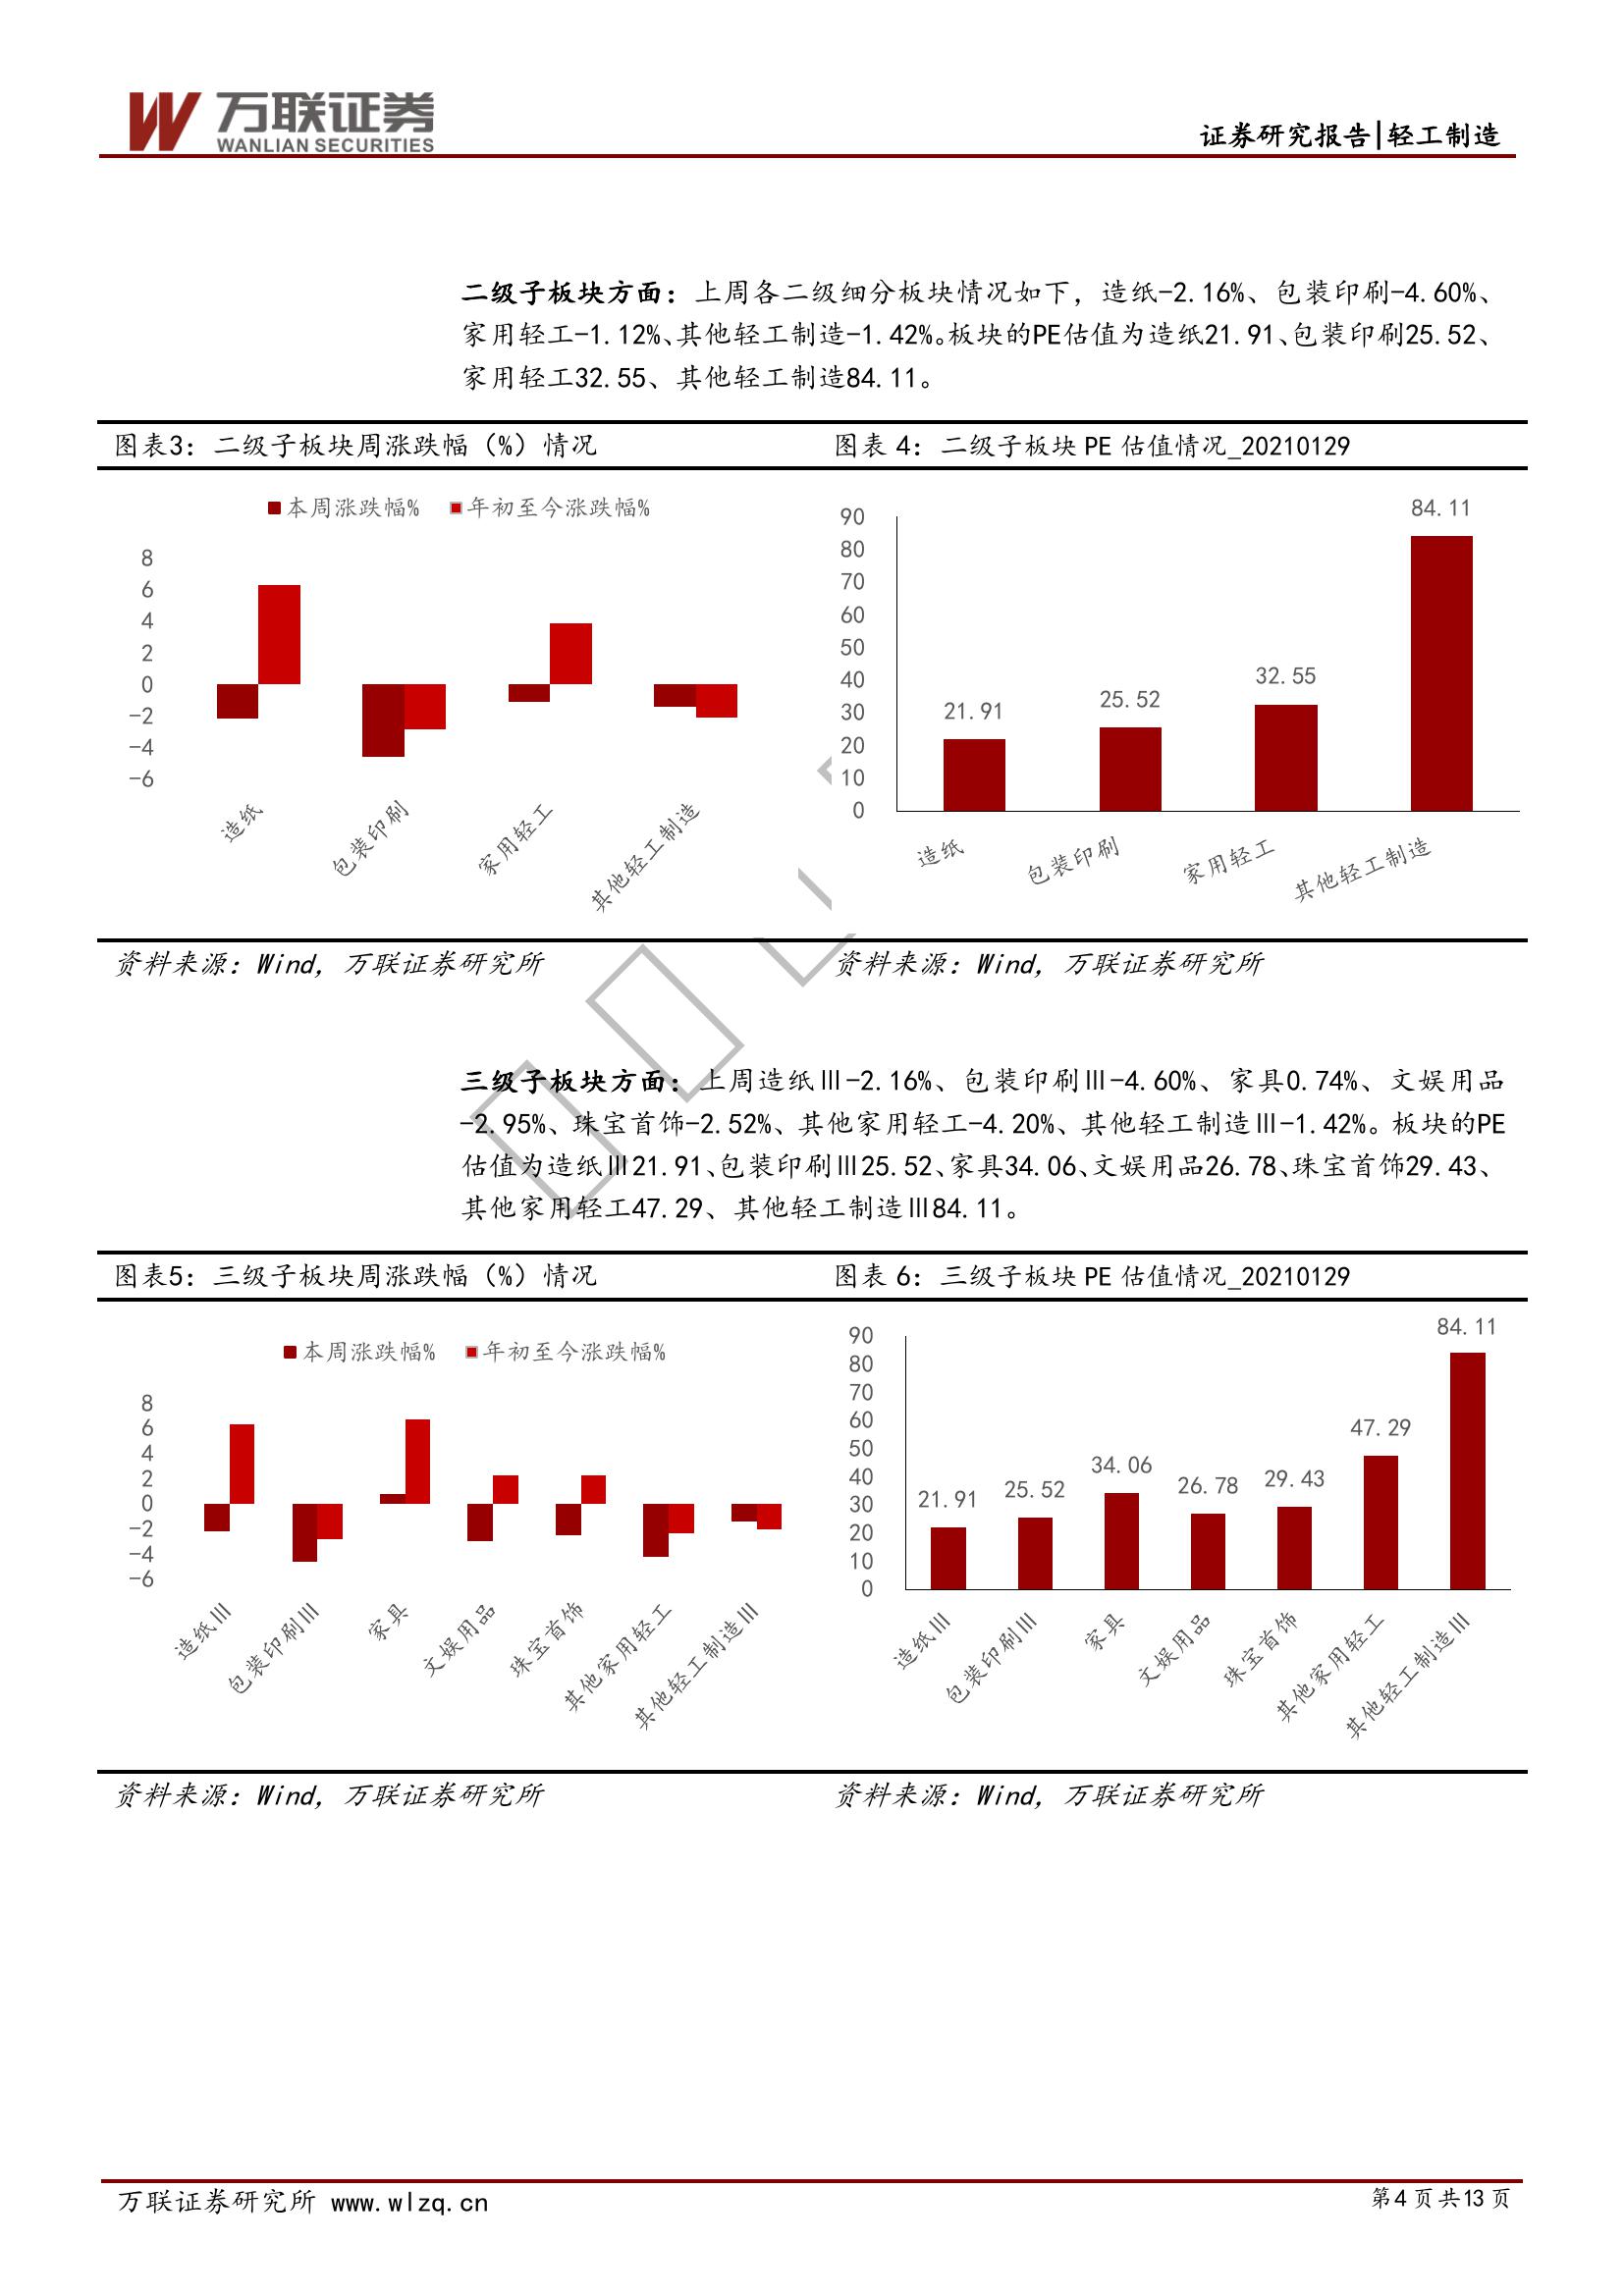 万联证券
WANLIAN SECURITIES
证券研究报告|轻工制造
二级子板块方面：上周各二级细分板块情况如下，造纸-2.16%、包装印刷-4.60%、
家用轻工-1.12%、其他轻工制造-1.42%。板块的PE估值为造纸21.91、包装印刷25.52、
家用轻工32.55、其他轻工制造84.11。
图表3：二级子板块周涨跌幅（%）情况
本周涨跌幅% 年初至今涨跌幅%
8
6
4
2
0
-2
-4
-6
造纸
包装印刷
家用轻工
其他轻工制造
资料来源：Wind，万联证券研究所
图表 4：二级子板块 PE 估值情况_20210129
90
80
70
60
50
40
30
20
10
0
21.91
25.52
32.55
84.11
造纸
包装印刷
家用轻工
其他轻工制造
资料来源：Wind，万联证券研究所
三级子板块方面：上周造纸Ⅲ-2.16%、包装印刷Ⅲ-4.60%、家具0.74%、文娱用品
-2.95%、珠宝首饰-2.52%、其他家用轻工-4.20%、其他轻工制造Ⅲ-1.42%。板块的PE
估值为造纸Ⅲ21.91、包装印刷Ⅲ25.52、家具34.06、文娱用品26.78、珠宝首饰29.43、
其他家用轻工47.29、其他轻工制造Ⅲ84.11。
图表5：三级子板块周涨跌幅（%）情况
本周涨跌幅% 年初至今涨跌幅%
8
6
4
2
0
-2
-4
-6
造纸Ⅲ
包装印刷Ⅲ
家具
文娱用品
珠宝首饰
其他家用轻工
其他轻工制造Ⅲ
资料来源：Wind，万联证券研究所
图表 6：三级子板块 PE 估值情况_20210129
90
80
70
60
50
40
30
20
10
0
21.91
25.52
34.06
26.78
29.43
47.29
84.11
造纸Ⅲ
包装印刷Ⅲ
家具
文娱用品
珠宝首饰
其他家用轻工
其他轻工制造Ⅲ
资料来源：Wind，万联证券研究所
万联证券研究所 www.wlzq.cn
第4页共13页